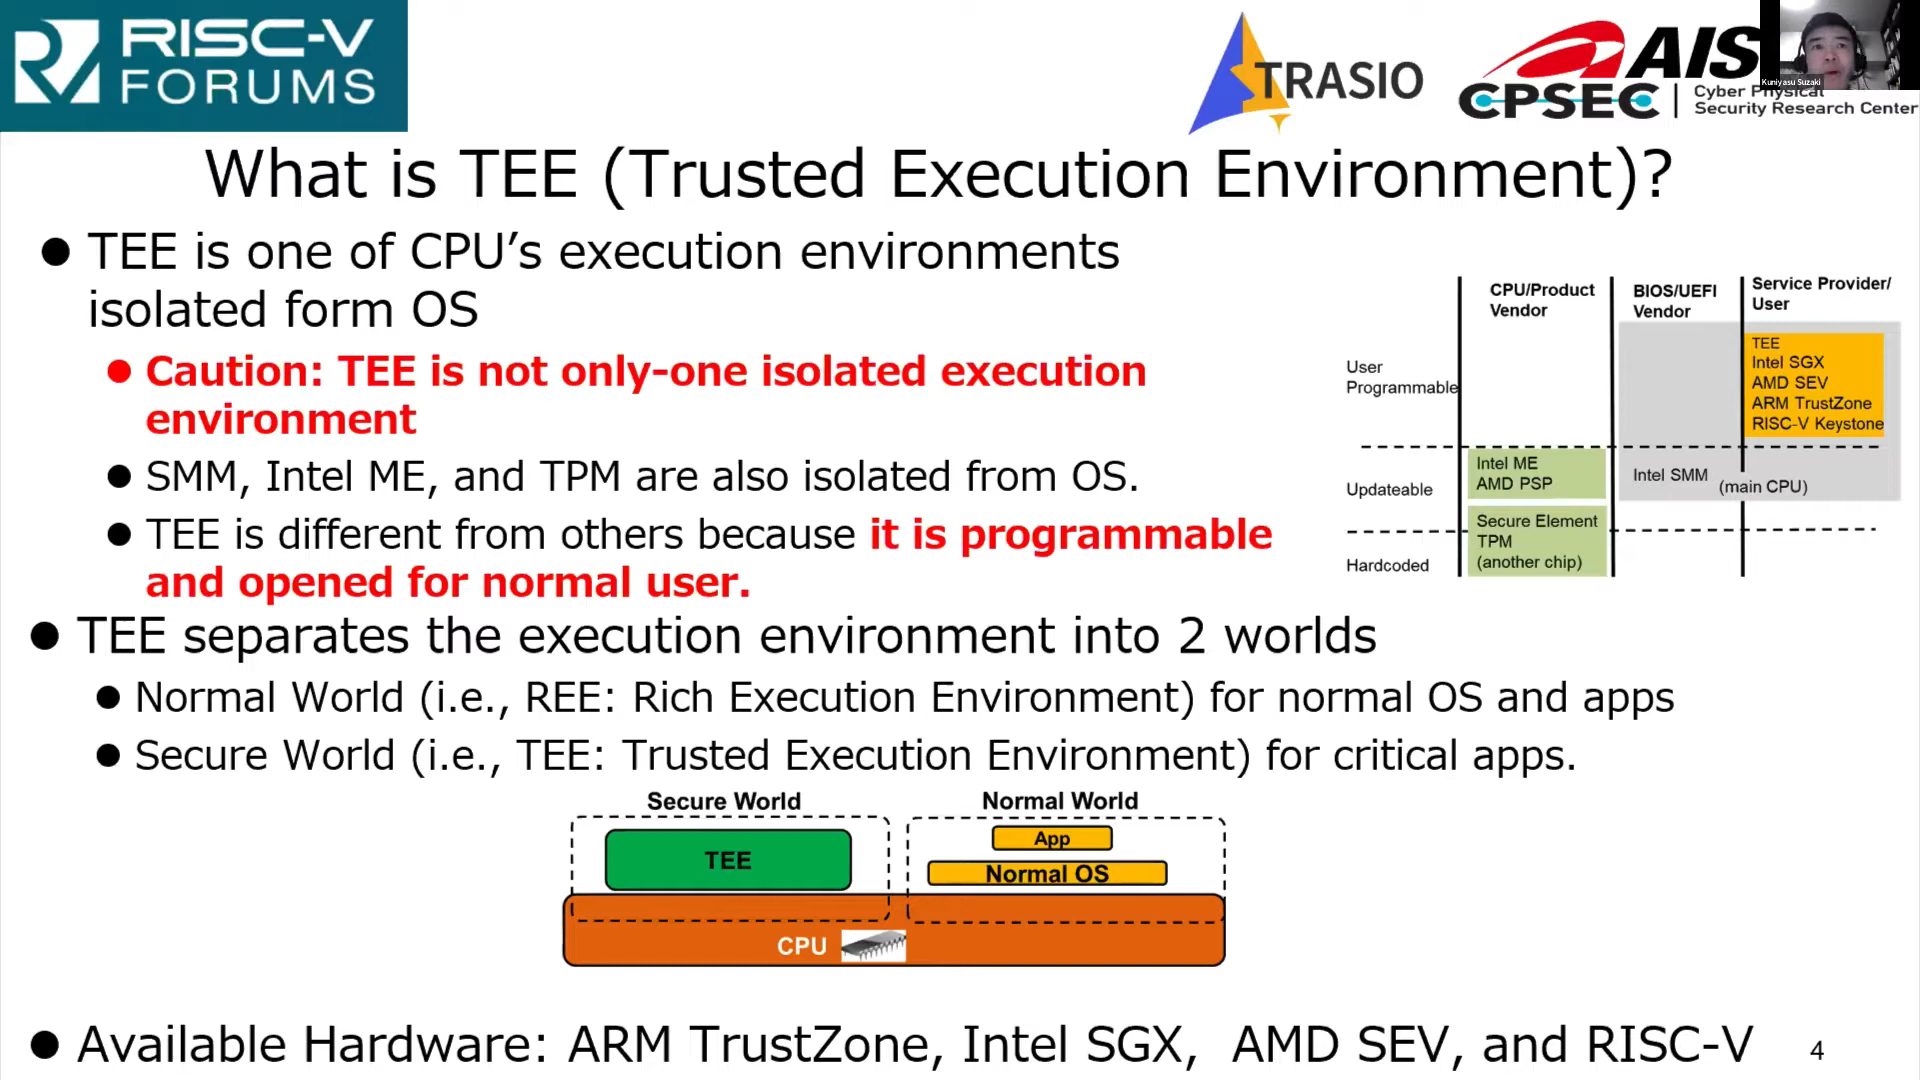 RISC-V
FORUMS
TRASIO
AIS
CPSEC
Cyber Physical
Security Research Center
Kuniyasu Suzaki
What is TEE (Trusted Execution Environment)?
● TEE is one of CPU’s execution environments
isolated form OS
● Caution: TEE is not only-one isolated execution
environment
● SMM, Intel ME, and TPM are also isolated from OS.
● TEE is different from others because it is programmable
and opened for normal user.
CPU/Product
Vendor
BIOS/UEFI
Vendor
Service Provider/
User
User
Programmable
TEE
Intel SGX
AMD SEV
ARM TrustZone
RISC-V Keystone
Updateable
Intel ME
AMD PSP
Intel SMM
(main CPU)
Hardcoded
Secure Element
TPM
(another chip)
● TEE separates the execution environment into 2 worlds
● Normal World (i.e., REE: Rich Execution Environment) for normal OS and apps
● Secure World (i.e., TEE: Trusted Execution Environment) for critical apps.
Secure World
Normal World
TEE
App
Normal OS
CPU
● Available Hardware: ARM TrustZone, Intel SGX, AMD SEV, and RISC-V
4